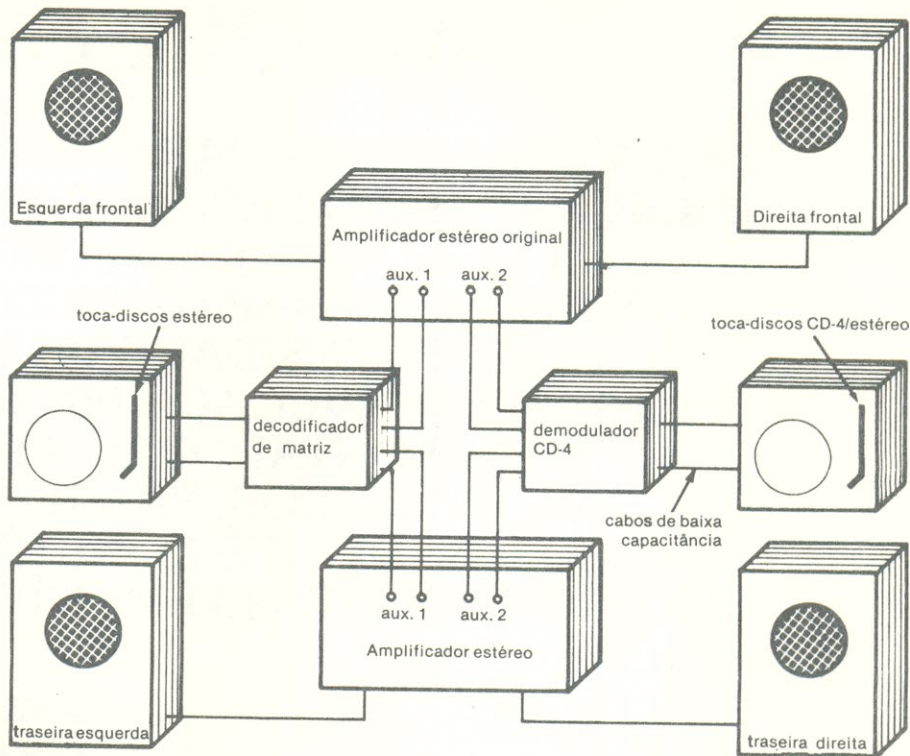 Esquerda frontal
Direita frontal
Amplificador estéreo original
aux. 1
aux. 2
toca-discos estéreo
toca-discos CD-4/estéreo
decodificador
de matriz
demodulador
CD-4
cabos de baixa
capacitância
aux. 1
aux. 2
Amplificador estéreo
traseira esquerda
traseira direita